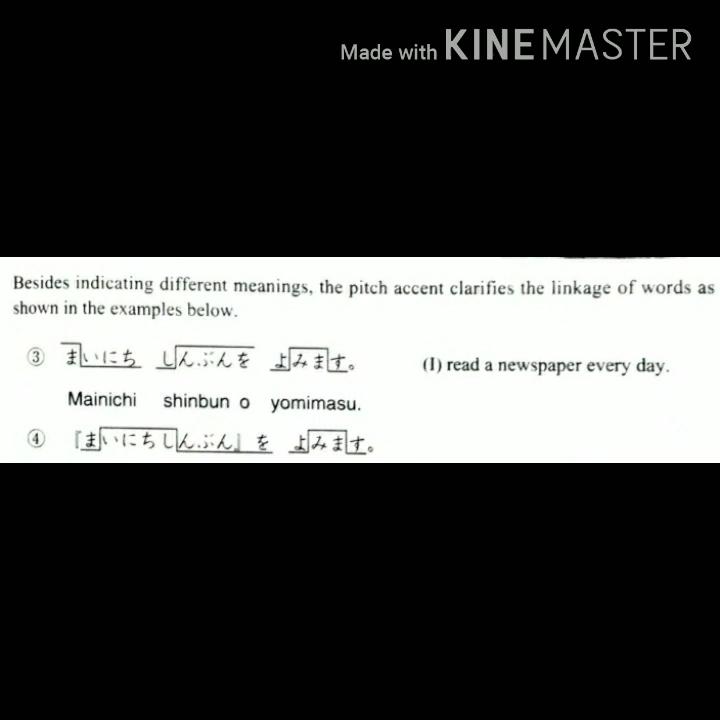 Made with KINEMASTER
Besides indicating different meanings, the pitch accent clarifies the linkage of words as
shown in the examples below.
③ まいにち しんぶんを よみます。 (I) read a newspaper every day.
Mainichi shinbun o yomimasu.
④ 「まいにちしんぶん」を よみます。